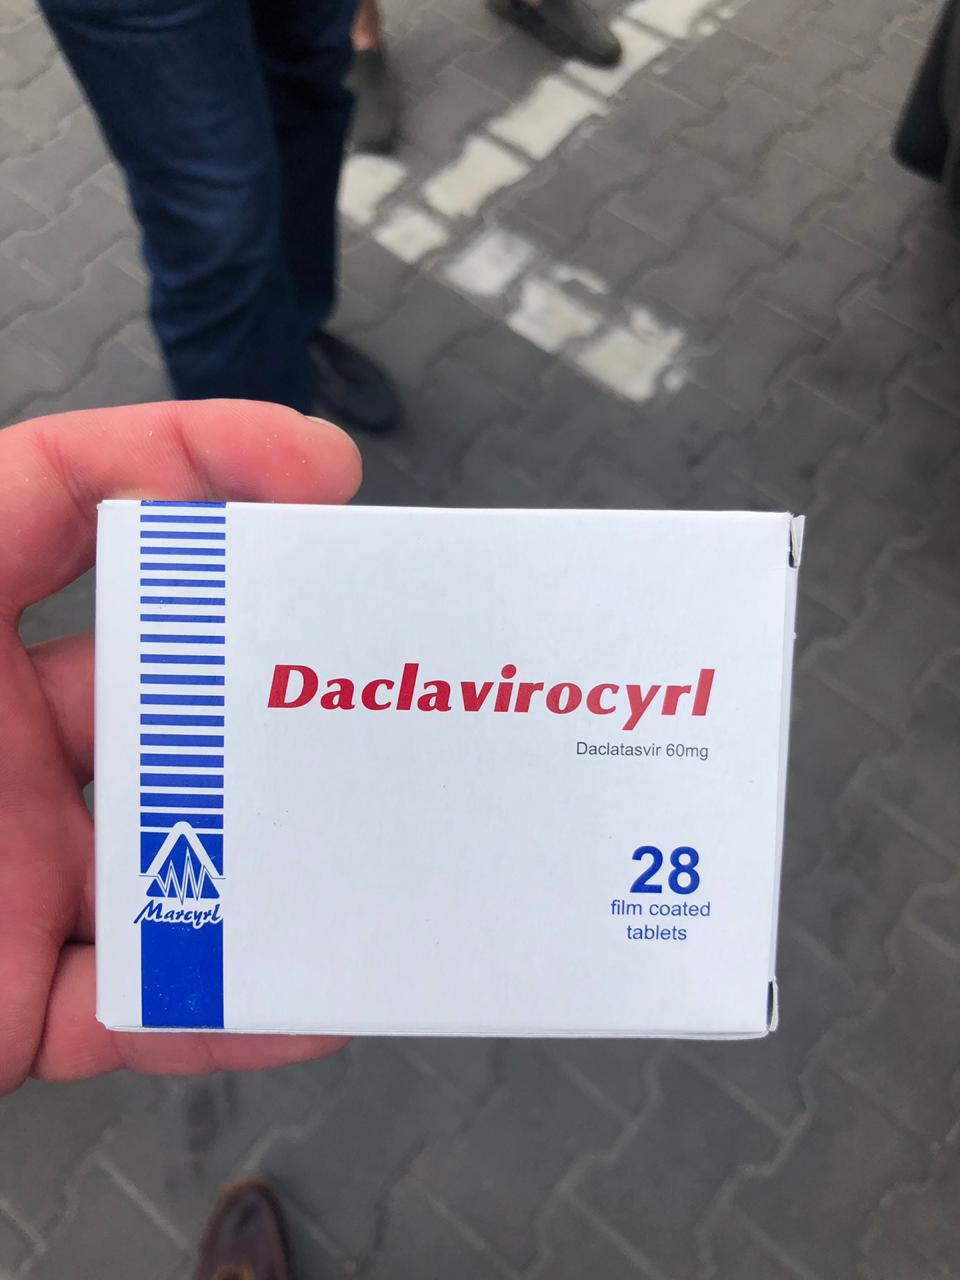 Daclavirocyrl
Daclatasvir 60mg
28
film coated
tablets
Marcyrl